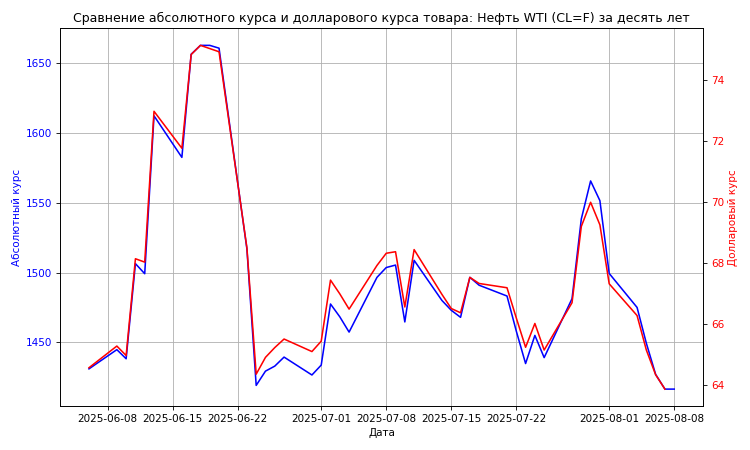 Сравнение абсолютного курса и долларового курса товара: Нефть WTI (CL=F) за десять лет
Абсолютный курс
1650
1600
1550
1500
1450
74
72
70
68
66
64
Долларовый курс
2025-06-08 2025-06-15 2025-06-22 2025-07-01 2025-07-08 2025-07-15 2025-07-22 2025-08-01 2025-08-08
Дата